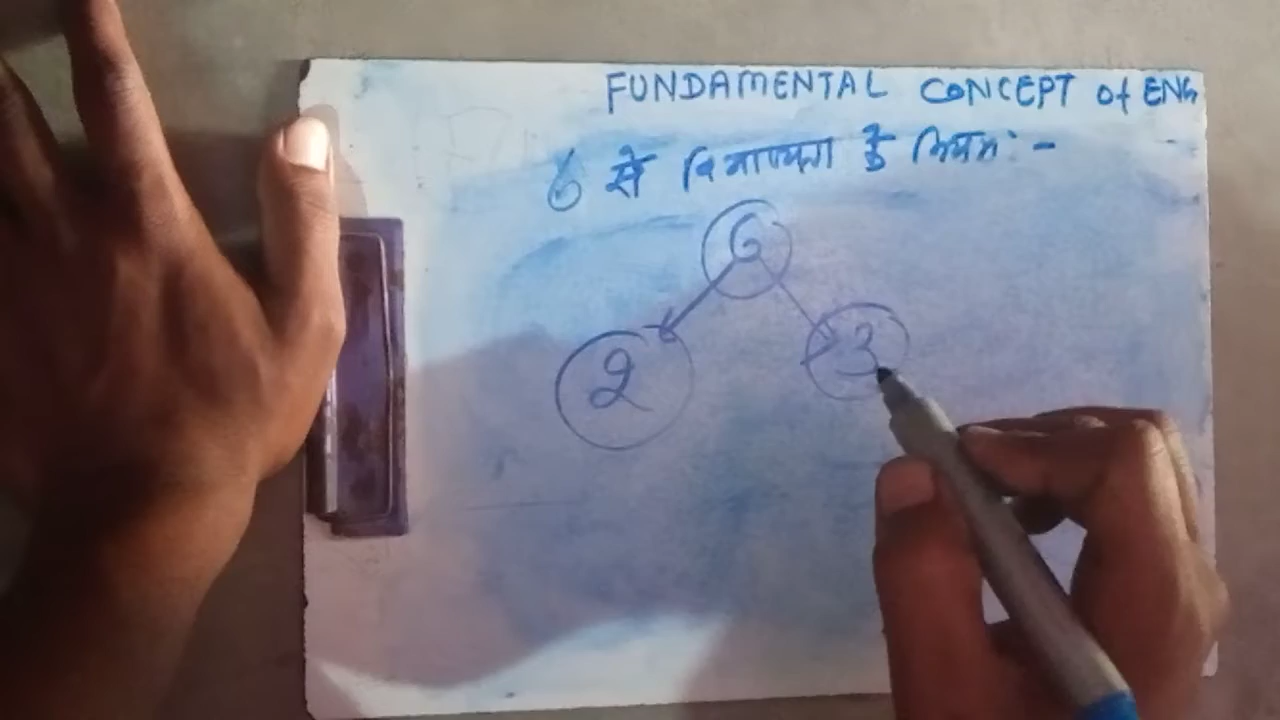 FUNDAMENTAL CONCEPT of ENG
6 से विभाज्यता के नियम :-
6
2
3